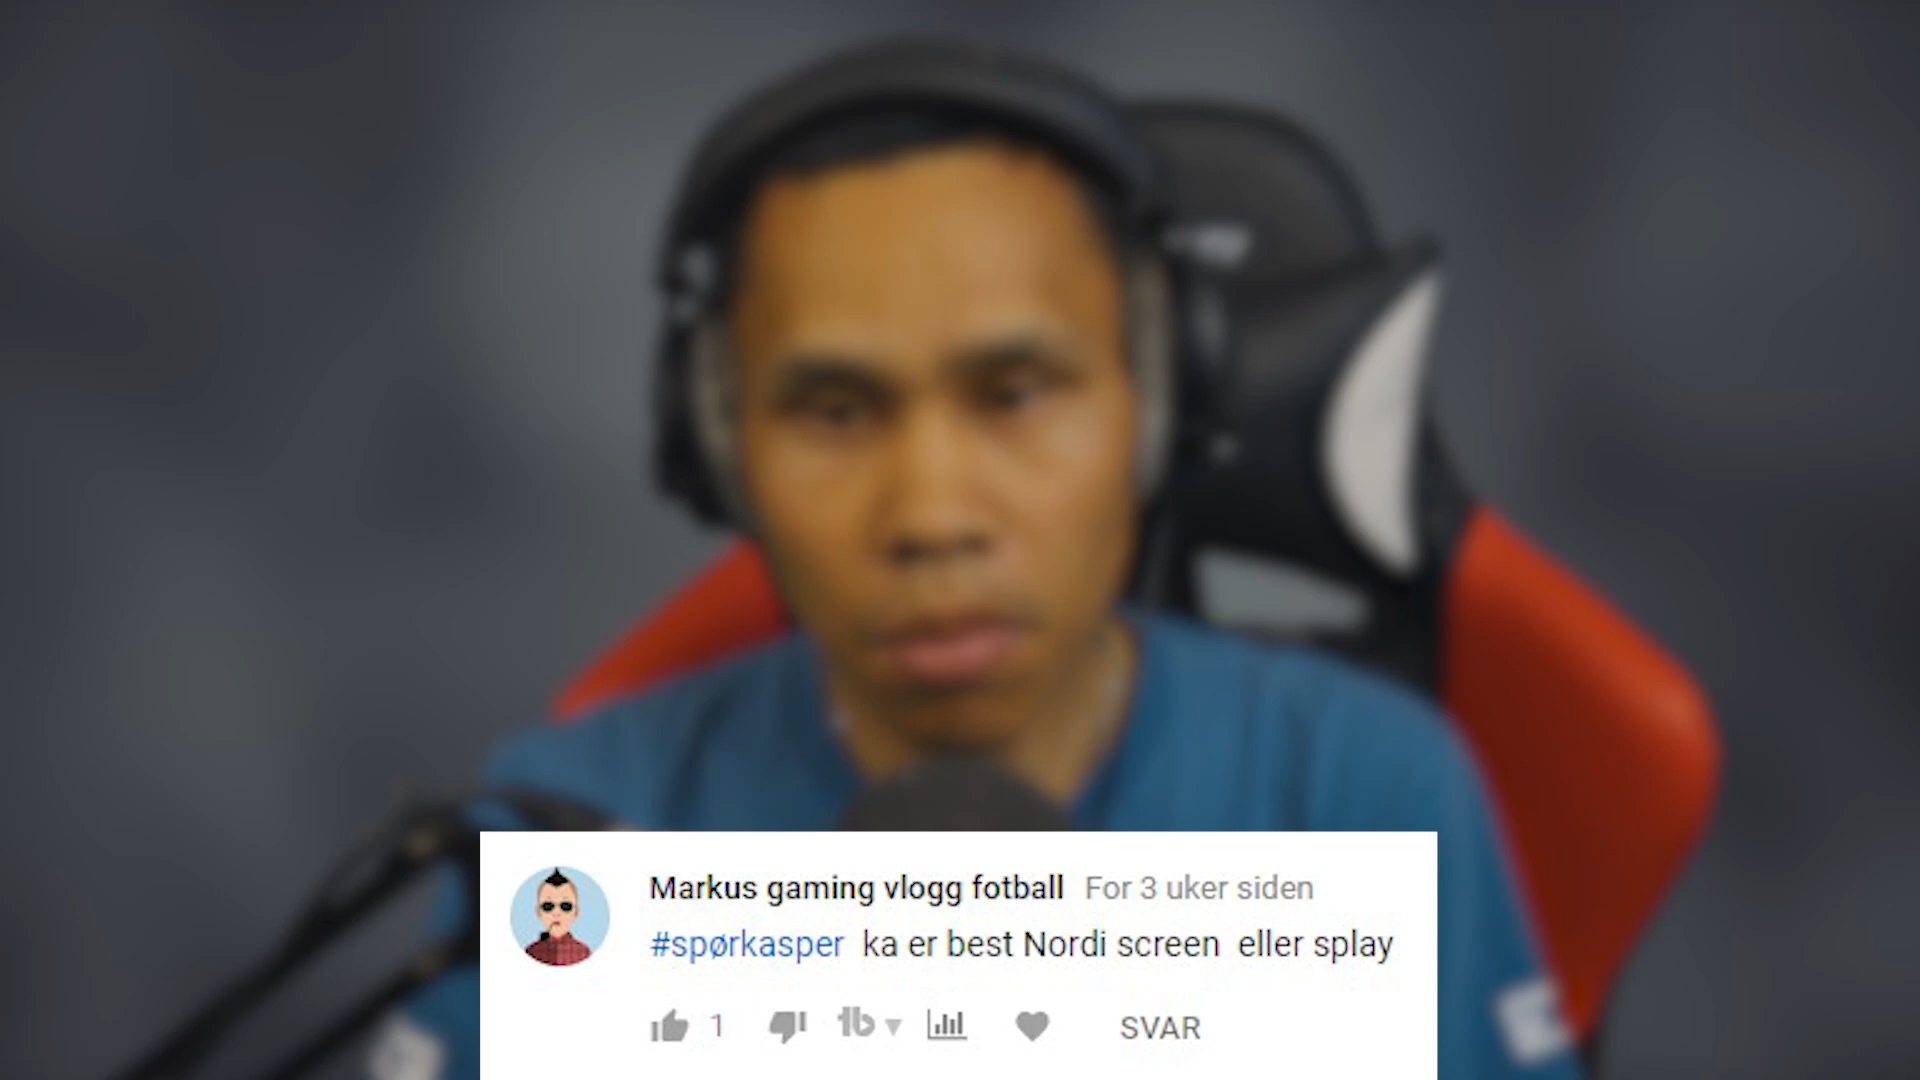 Markus gaming vlogg fotball For 3 uker siden
#spørkasper ka er best Nordi screen eller splay
1 SVAR